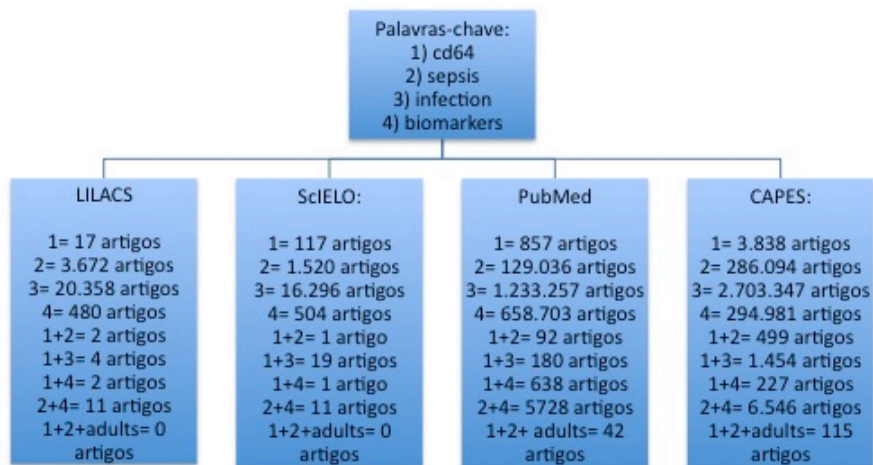 Palavras-chave:
1) cd64
2) sepsis
3) infection
4) biomarkers
LILACS
1= 17 artigos
2= 3.672 artigos
3= 20.358 artigos
4= 480 artigos
1+2= 2 artigos
1+3= 4 artigos
1+4= 2 artigos
2+4= 11 artigos
1+2+adults= 0
artigos
ScIELO:
1= 117 artigos
2= 1.520 artigos
3= 16.296 artigos
4= 504 artigos
1+2= 1 artigo
1+3= 19 artigos
1+4= 1 artigo
2+4= 11 artigos
1+2+adults= 0
artigos
PubMed
1= 857 artigos
2= 129.036 artigos
3= 1.233.257 artigos
4= 658.703 artigos
1+2= 92 artigos
1+3= 180 artigos
1+4= 638 artigos
2+4= 5728 artigos
1+2+ adults= 42
artigos
CAPES:
1= 3.838 artigos
2= 286.094 artigos
3= 2.703.347 artigos
4= 294.981 artigos
1+2= 499 artigos
1+3= 1.454 artigos
1+4= 227 artigos
2+4= 6.546 artigos
1+2+adults= 115
artigos